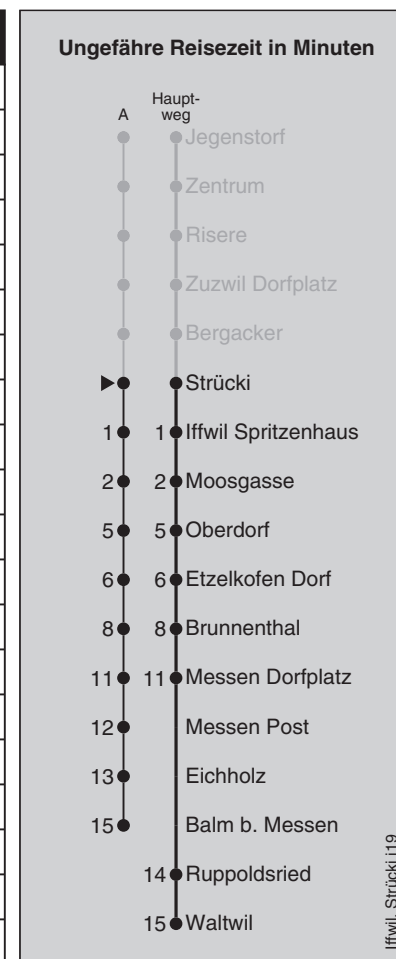 Ungefähre Reisezeit in Minuten
A
Haupt-
weg
Jegenstorf
Zentrum
Risere
Zuzwil Dorfplatz
Bergacker
Strücki
1 1 Iffwil Spritzenhaus
2 2 Moosgasse
5 5 Oberdorf
6 6 Etzelkofen Dorf
8 8 Brunnenthal
11 11 Messen Dorfplatz
12 Messen Post
13 Eichholz
15 Balm b. Messen
14 Ruppoldsried
15 Waltwil
Iffwil, Strücki j19